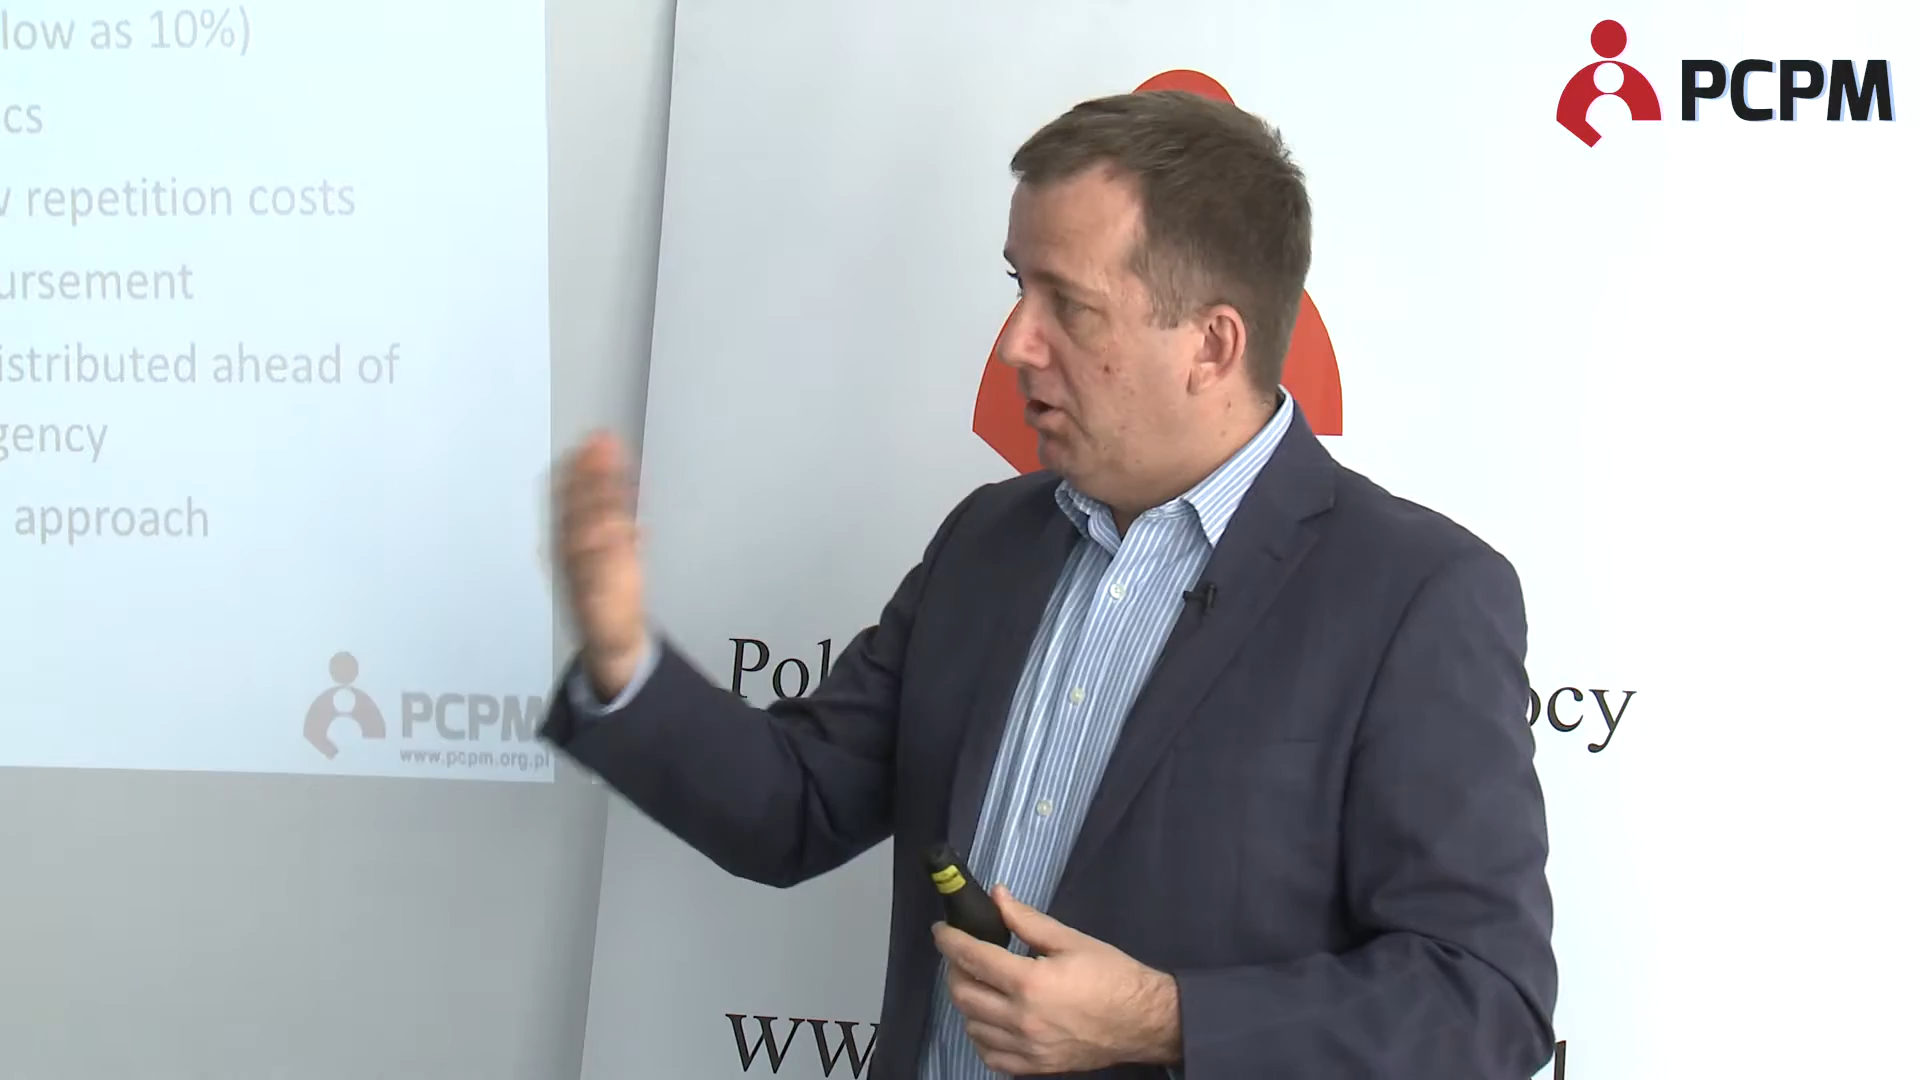 low as 10%)
cs
repetition costs
ursement
istributed ahead of
gency
approach
PCPM
www.pcpm.org.pl
PCPM
Pol
ocy
ww